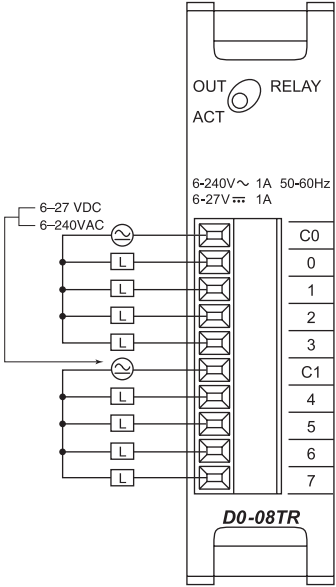 OUT RELAY
ACT
6-240V∼ 1A 50-60Hz
6-27V⎓ 1A
6–27 VDC
6–240VAC
C0
L 0
L 1
L 2
L 3
C1
L 4
L 5
L 6
L 7
D0-08TR